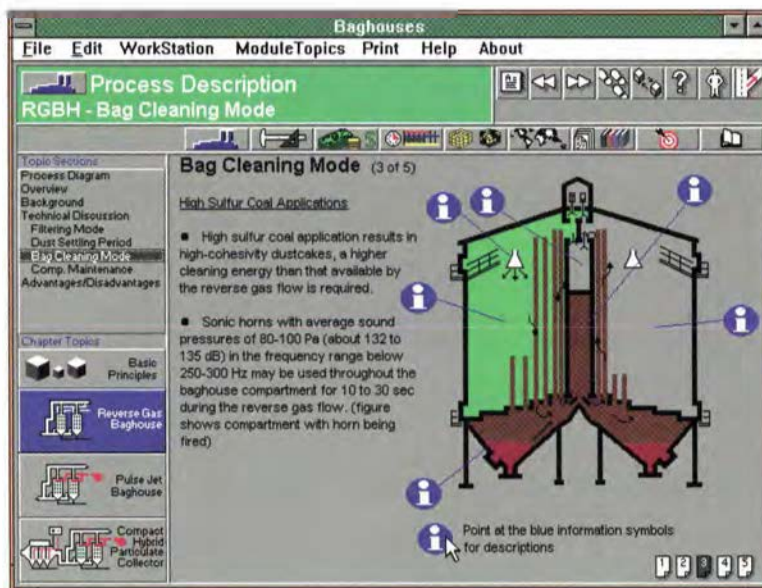 Baghouses
File Edit WorkStation ModuleTopics Print Help About
Process Description
RGBH - Bag Cleaning Mode
Topic Sections
Process Diagram
Overview
Background
Technical Discussion
Filtering Mode
Dust Settling Period
Bag Cleaning Mode
Comp. Maintenance
Advantages/Disadvantages
Chapter Topics
Basic
Principles
Reverse Gas
Baghouse
Pulse Jet
Baghouse
Compact
Hybrid
Particulate
Collector
Bag Cleaning Mode (3 of 5)
High Sulfur Coal Applications
■ High sulfur coal application results in
high-cohesivity dustcakes, a higher
cleaning energy than that available by
the reverse gas flow is required.
■ Sonic horns with average sound
pressures of 80-100 Pa (about 132 to
135 dB) in the frequency range below
250-300 Hz may be used throughout the
baghouse compartment for 10 to 30 sec
during the reverse gas flow. (figure
shows compartment with horn being
fired)
i i i
i i
i
i Point at the blue information symbols
for descriptions
1 2 3 4 5